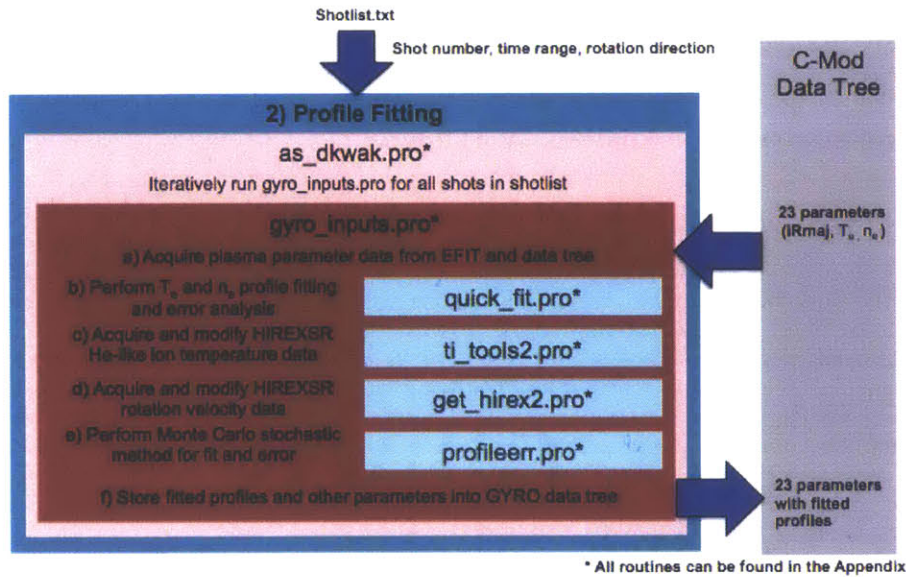 Shotlist.txt
Shot number, time range, rotation direction
C-Mod
Data Tree
2) Profile Fitting
as_dkwak.pro*
Iteratively run gyro_inputs.pro for all shots in shotlist
gyro_inputs.pro*
a) Acquire plasma parameter data from EFIT and data tree
b) Perform Te and ne profile fitting
and error analysis
quick_fit.pro*
c) Acquire and modify HIREXSR
He-like ion temperature data
ti_tools2.pro*
d) Acquire and modify HIREXSR
rotation velocity data
get_hirex2.pro*
e) Perform Monte Carlo stochastic
method for fit and error
profileerr.pro*
f) Store fitted profiles and other parameters into GYRO data tree
23 parameters
(IRmaj, Te, ne)
23 parameters
with fitted
profiles
* All routines can be found in the Appendix